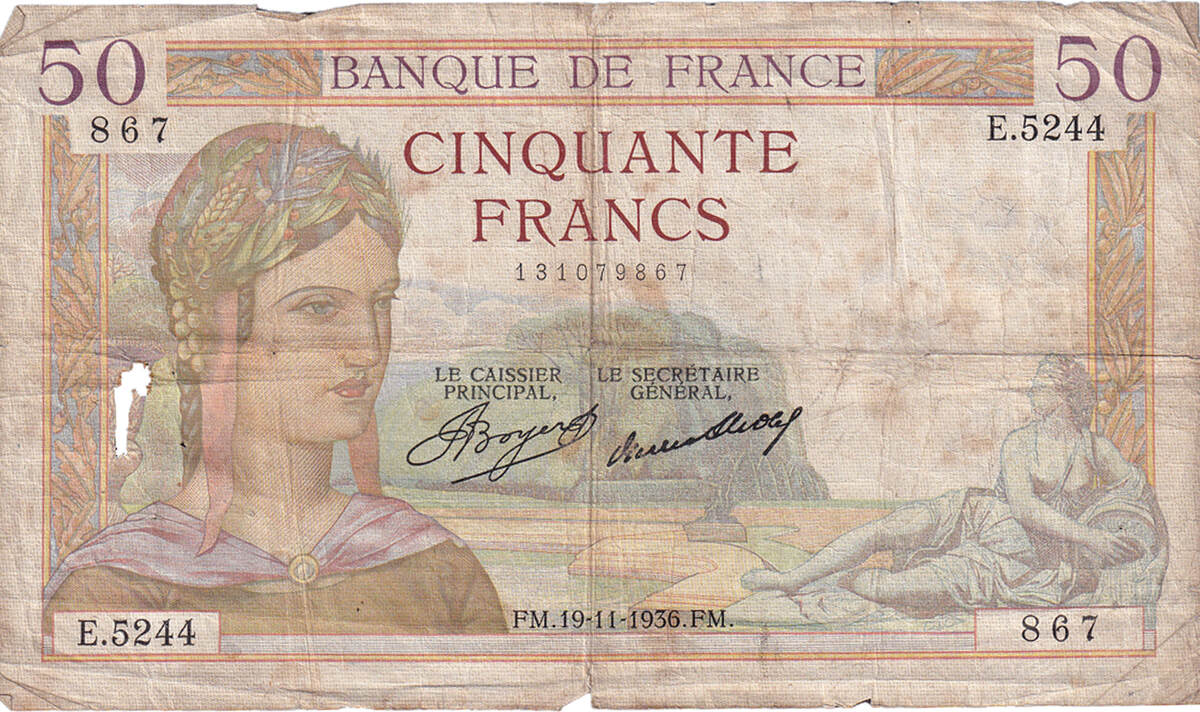 50 BANQUE DE FRANCE 50
867 E.5244
CINQUANTE
FRANCS
131079867
LE CAISSIER
PRINCIPAL,
LE SECRÉTAIRE
GÉNÉRAL,
Boyer
FM.19-11-1936.FM.
E.5244 867